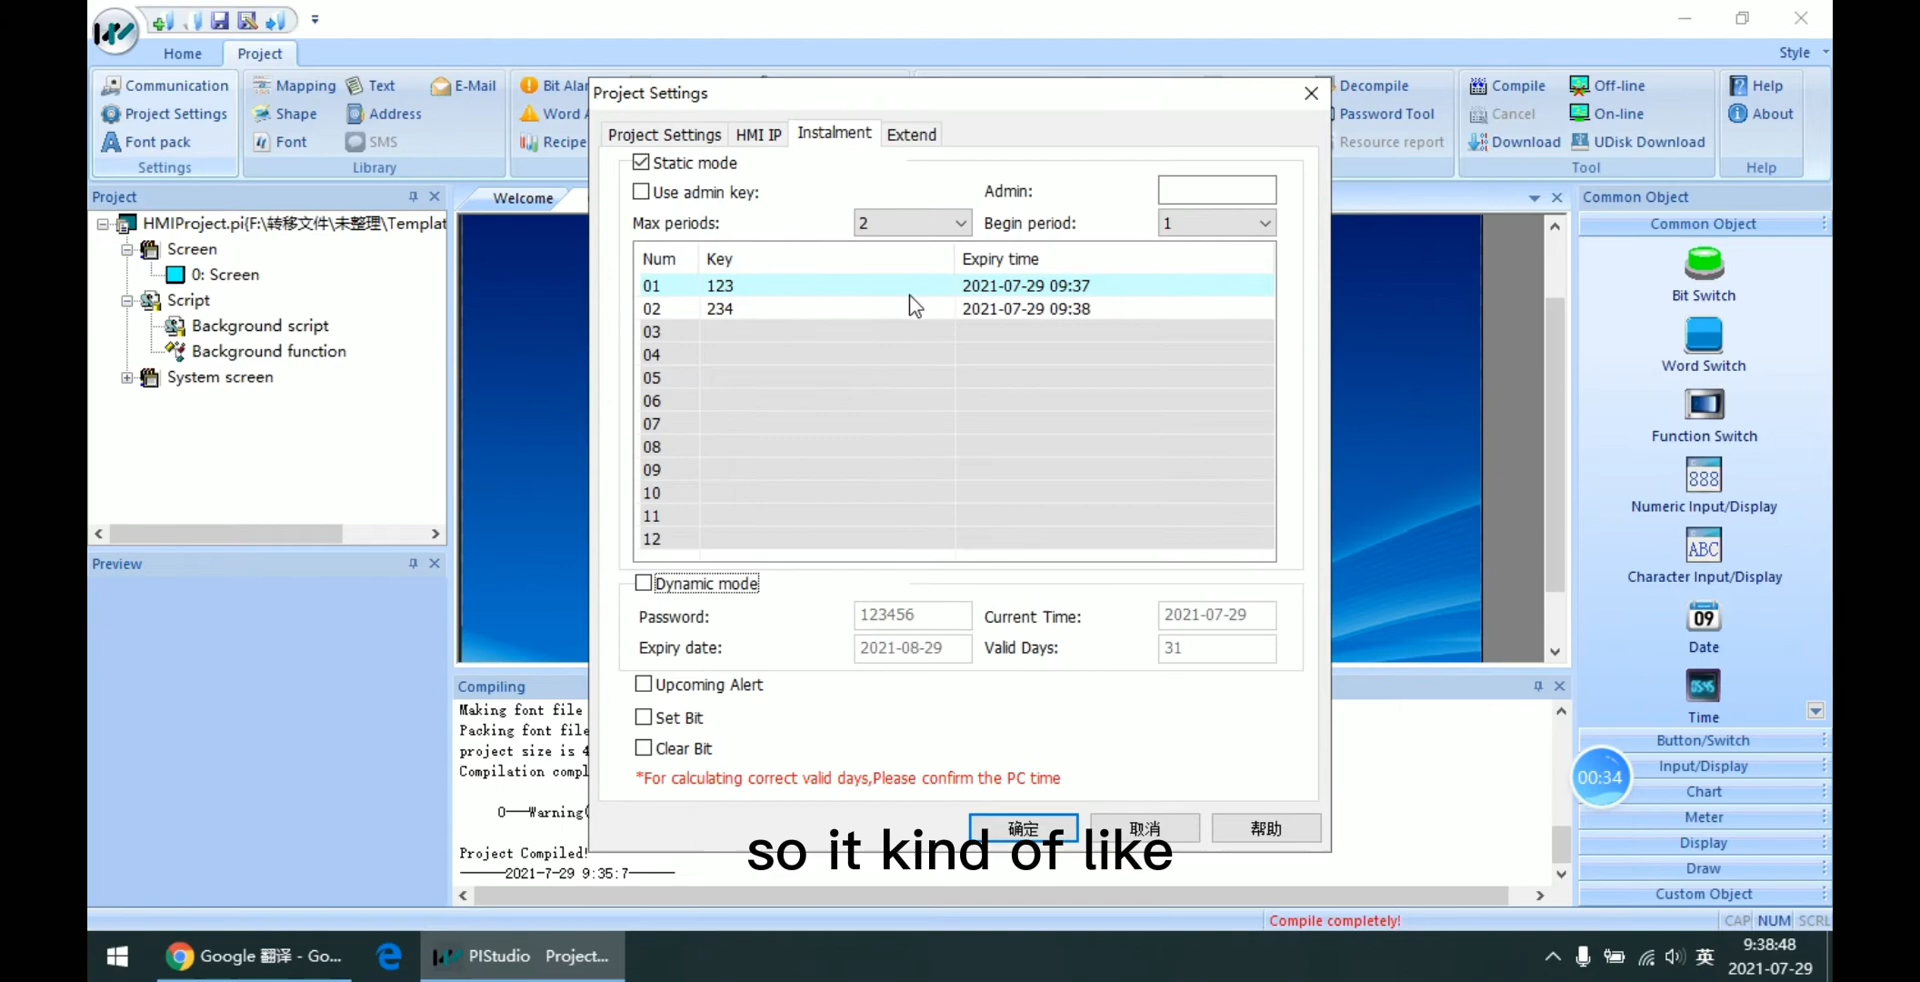 Home
Project
Style
Communication
Project Settings
Font pack
Settings
Mapping
Text
E-Mail
Shape
Address
Font
SMS
Library
Bit Alar
Word A
Recipe
Decompile
Password Tool
Resource report
Compile
Off-line
Cancel
On-line
Download
UDisk Download
Tool
Help
About
Help
Project
HMIProject.pi{F:\转移文件\未整理\Templat
Screen
0: Screen
Script
Background script
Background function
System screen
Preview
Welcome
Project Settings
Project Settings
HMI IP
Instalment
Extend
Static mode
Use admin key:
Admin:
Max periods:
2
Begin period:
1
Num Key Expiry time
01 123 2021-07-29 09:37
02 234 2021-07-29 09:38
03
04
05
06
07
08
09
10
11
12
Dynamic mode
Password:
123456
Current Time:
2021-07-29
Expiry date:
2021-08-29
Valid Days:
31
Upcoming Alert
Set Bit
Clear Bit
*For calculating correct valid days,Please confirm the PC time
确定
取消
帮助
so it kind of like
Compiling
Making font file
Packing font file
project size is 4
Compilation compl
0——Warning(
Project Compiled!
———2021-7-29 9:35:7———
Common Object
Common Object
Bit Switch
Word Switch
Function Switch
888
Numeric Input/Display
ABC
Character Input/Display
09
Date
05:45
Time
Button/Switch
Input/Display
Chart
Meter
Display
Draw
Custom Object
00:34
Compile completely!
CAP NUM SCRL
Google 翻译 - Go...
PIStudio Project...
英
9:38:48
2021-07-29